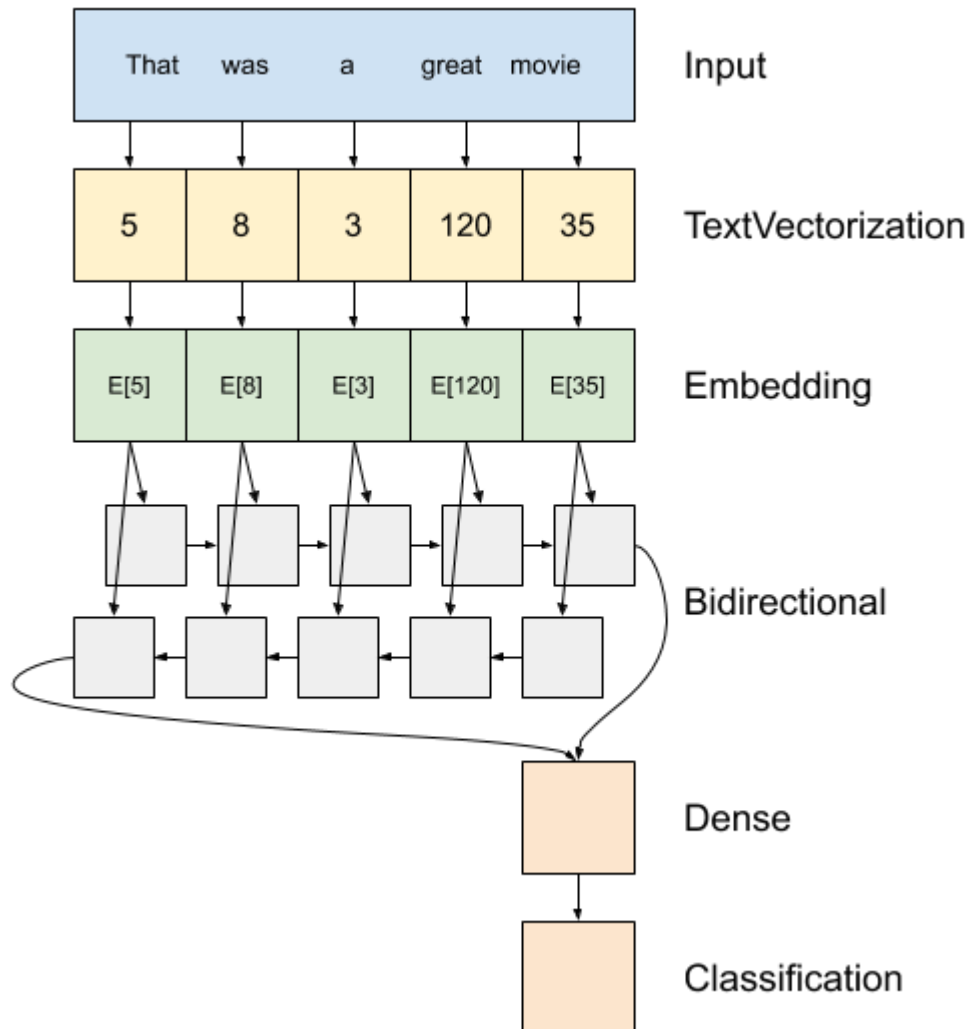 That was a great movie Input
5 8 3 120 35 TextVectorization
E[5] E[8] E[3] E[120] E[35] Embedding
Bidirectional
Dense
Classification